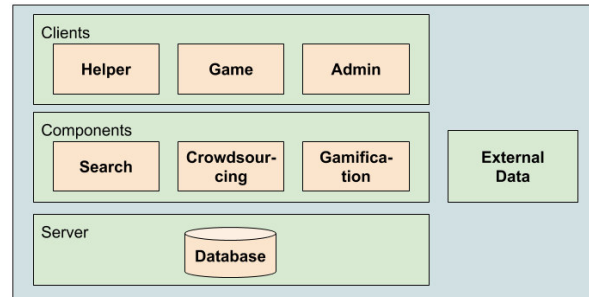 Clients
Helper
Game
Admin
Components
Search
Crowdsour-
cing
Gamifica-
tion
External
Data
Server
Database